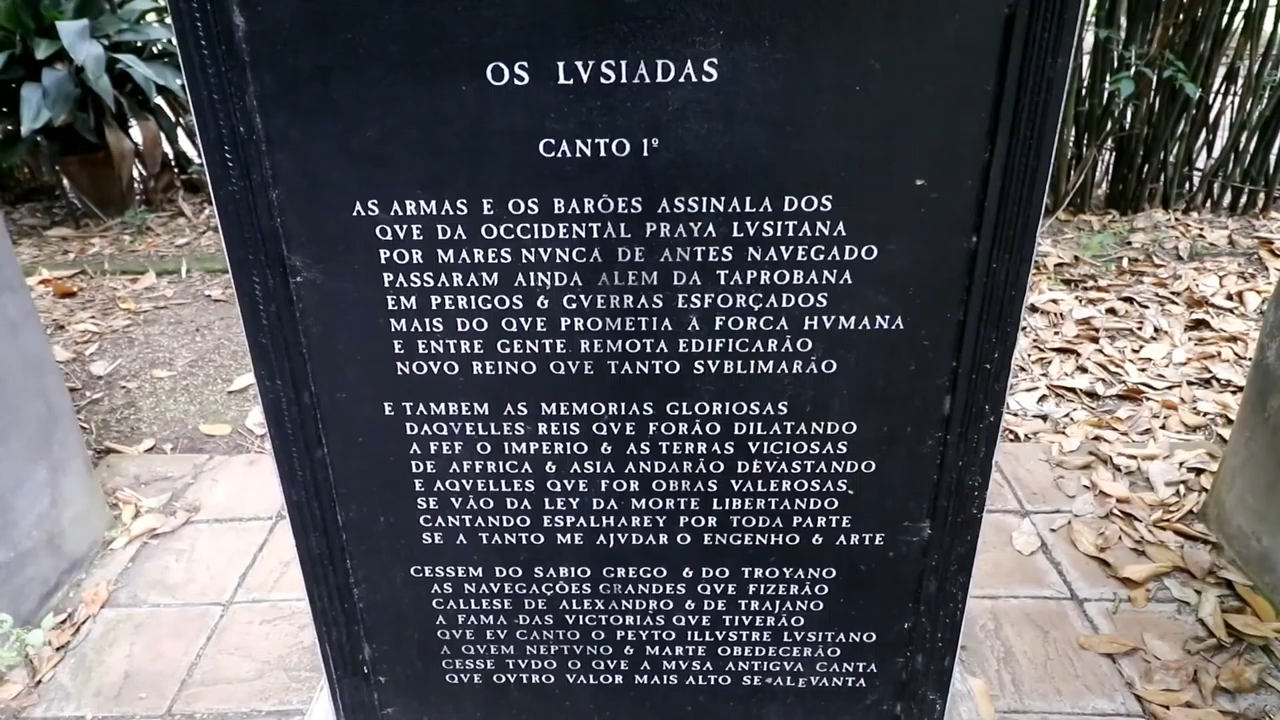 OS LVSIADAS
CANTO 1º
AS ARMAS E OS BARÕES ASSINALADOS
QVE DA OCCIDENTAL PRAYA LVSITANA
POR MARES NVNCA DE ANTES NAVEGADO
PASSARAM AINDA ALEM DA TAPROBANA
EM PERIGOS & GVERRAS ESFORÇADOS
MAIS DO QVE PROMETIA A FORCA HVMANA
E ENTRE GENTE REMOTA EDIFICARÃO
NOVO REINO QVE TANTO SVBLIMARÃO
E TAMBEM AS MEMORIAS GLORIOSAS
DAQVELLES REIS QVE FORÃO DILATANDO
A FEF O IMPERIO & AS TERRAS VICIOSAS
DE AFFRICA & ASIA ANDARÃO DEVASTANDO
E AQVELLES QVE FOR OBRAS VALEROSAS
SE VÃO DA LEY DA MORTE LIBERTANDO
CANTANDO ESPALHAREY POR TODA PARTE
SE A TANTO ME AJVDAR O ENGENHO & ARTE
CESSEM DO SABIO GREGO & DO TROYANO
AS NAVEGAÇÕES GRANDES QVE FIZERÃO
CALLESE DE ALEXANDRO & DE TRAJANO
A FAMA DAS VICTORIAS QVE TIVERÃO
QVE EV CANTO O PEYTO ILLVSTRE LVSITANO
A QVEM NEPTVNO & MARTE OBEDECERÃO
CESSE TVDO O QVE A MVSA ANTIGVA CANTA
QVE OVTRO VALOR MAIS ALTO SE ALEVANTA